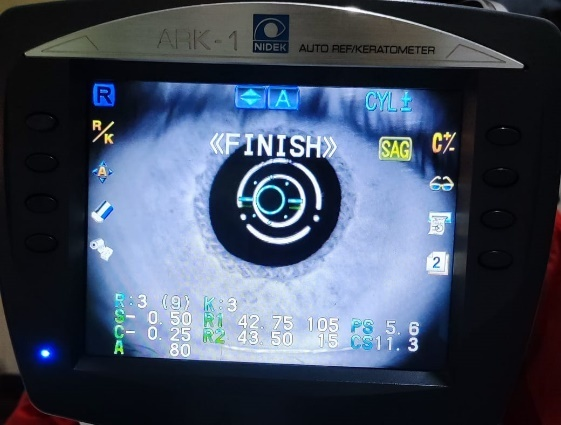 ARK-1 NIDEK AUTO REF/KERATOMETER
R A CYL±
R/K «FINISH» SAG C±
A
2
R:3 (9) K:3
S- 0.50 R1 42.75 105 PS 5.6
C- 0.25 R2 43.50 15 CS11.3
A 80